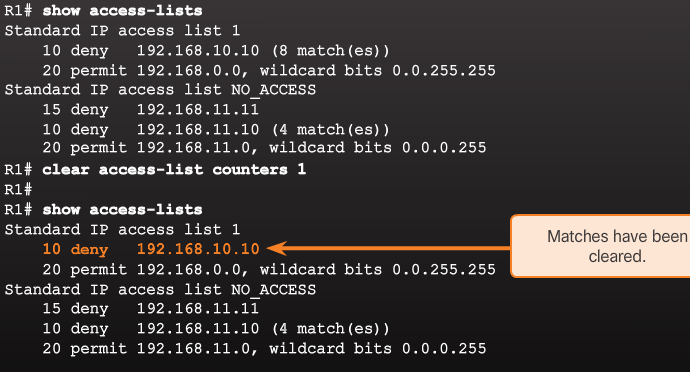 R1# show access-lists
Standard IP access list 1
    10 deny   192.168.10.10 (8 match(es))
    20 permit 192.168.0.0, wildcard bits 0.0.255.255
Standard IP access list NO_ACCESS
    15 deny   192.168.11.11
    10 deny   192.168.11.10 (4 match(es))
    20 permit 192.168.11.0, wildcard bits 0.0.0.255
R1# clear access-list counters 1
R1#
R1# show access-lists
Standard IP access list 1
    10 deny   192.168.10.10
    20 permit 192.168.0.0, wildcard bits 0.0.255.255
Standard IP access list NO_ACCESS
    15 deny   192.168.11.11
    10 deny   192.168.11.10 (4 match(es))
    20 permit 192.168.11.0, wildcard bits 0.0.0.255
Matches have been
cleared.